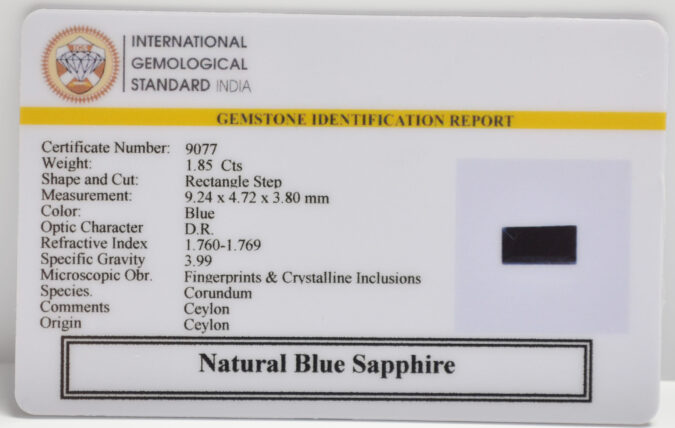 IGS
INTERNATIONAL
GEMOLOGICAL
STANDARD INDIA
GEMSTONE IDENTIFICATION REPORT
Certificate Number: 9077
Weight: 1.85 Cts
Shape and Cut: Rectangle Step
Measurement: 9.24 x 4.72 x 3.80 mm
Color: Blue
Optic Character D.R.
Refractive Index 1.760-1.769
Specific Gravity 3.99
Microscopic Obr. Fingerprints & Crystalline Inclusions
Species. Corundum
Comments Ceylon
Origin Ceylon
Natural Blue Sapphire